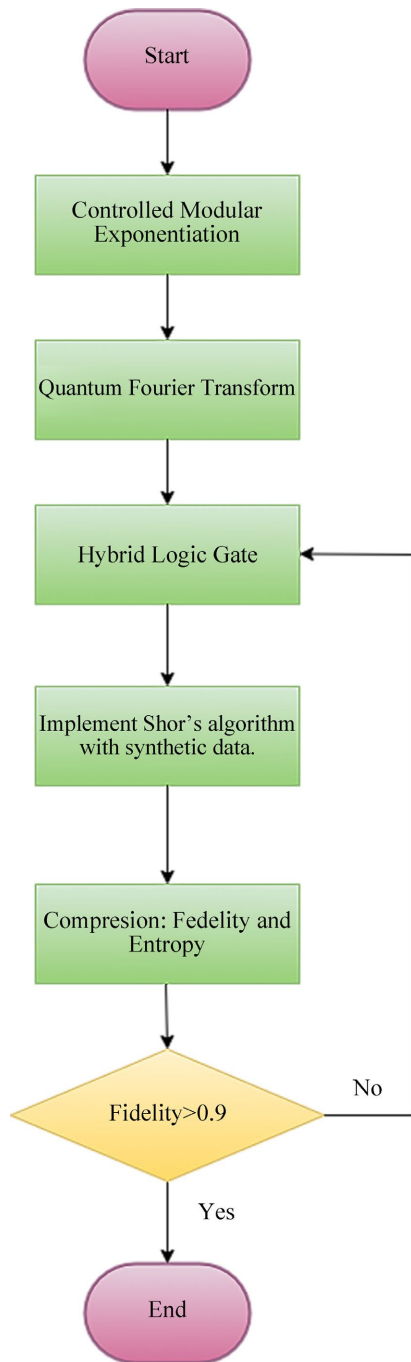 Start
Controlled Modular
Exponentiation
Quantum Fourier Transform
Hybrid Logic Gate
Implement Shor’s algorithm
with synthetic data.
Compresion: Fedelity and
Entropy
Fidelity>0.9
No
Yes
End